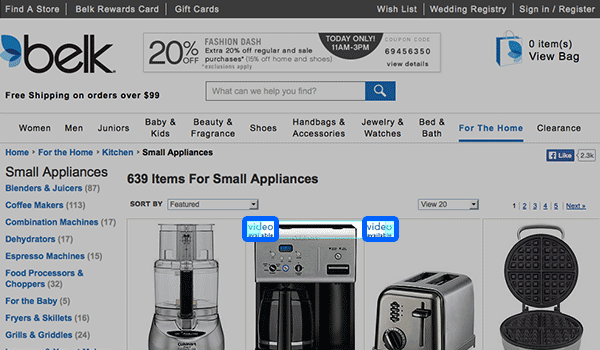 Find A Store | Belk Rewards Card | Gift Cards
Wish List | Wedding Registry | Sign in / Register
belk
20% OFF
FASHION DASH
Extra 20% off regular and sale
purchases* (15% off home and shoes)
*exclusions apply
TODAY ONLY!
11AM-3PM
COUPON CODE
69456350
view details
0 item(s)
View Bag
Free Shipping on orders over $99
What can we help you find?
Women
Men
Juniors
Baby &
Kids
Beauty &
Fragrance
Shoes
Handbags &
Accessories
Jewelry &
Watches
Bed &
Bath
For The Home
Clearance
Home › For the Home › Kitchen › Small Appliances
Like 2.3k
Small Appliances
Blenders & Juicers (87)
Coffee Makers (113)
Combination Machines (17)
Dehydrators (17)
Espresso Machines (15)
Food Processors &
Choppers (32)
For the Baby (5)
Fryers & Skillets (16)
Grills & Griddles (24)
639 Items For Small Appliances
SORT BY Featured
View 20
1 | 2 | 3 | 4 | 5 | Next »
video
available
video
available
Cuisinart